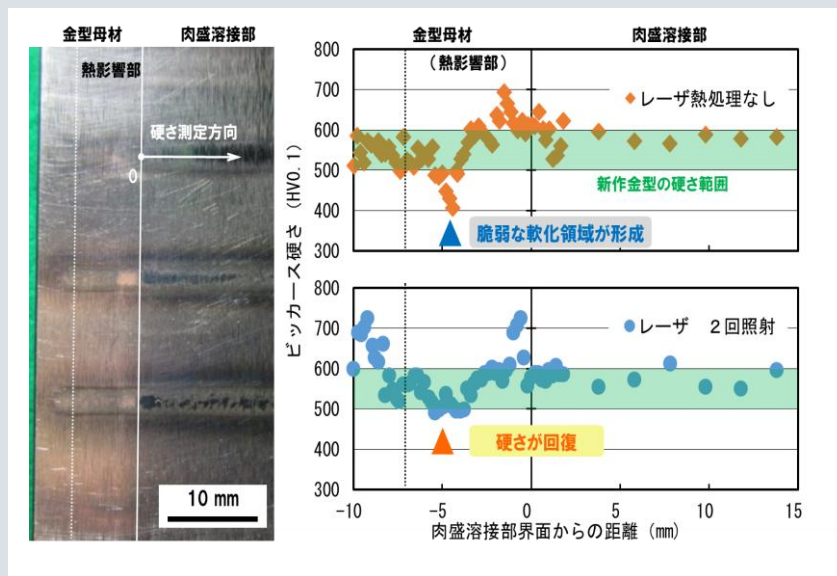 金型母材
肉盛溶接部
熱影響部
硬さ測定方向
0
10 mm
ビッカース硬さ (HV0.1)
金型母材
肉盛溶接部
(熱影響部)
800
700
600
500
400
300
レーザ熱処理なし
新作金型の硬さ範囲
脆弱な軟化領域が形成
800
700
600
500
400
300
レーザ 2回照射
硬さが回復
-10
-5
0
5
10
15
肉盛溶接部界面からの距離 (mm)